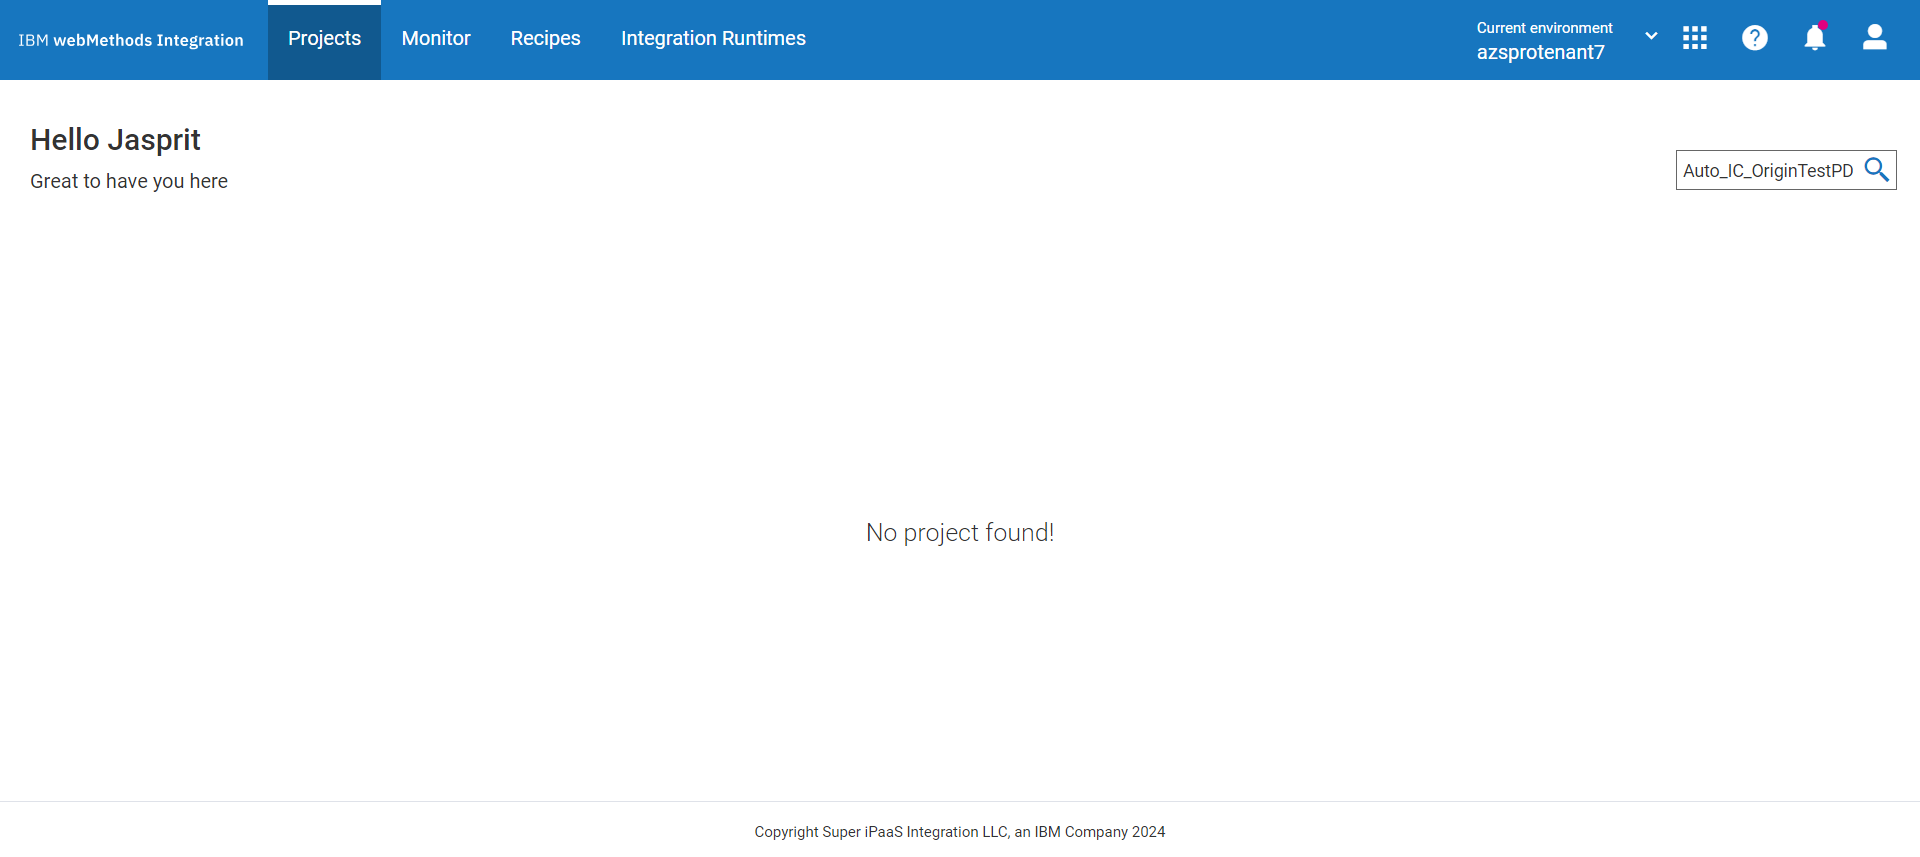 IBM webMethods Integration
Projects
Monitor
Recipes
Integration Runtimes
Current environment
azsprotenant7
Hello Jasprit
Great to have you here
Auto_IC_OriginTestPD
No project found!
Copyright Super iPaaS Integration LLC, an IBM Company 2024